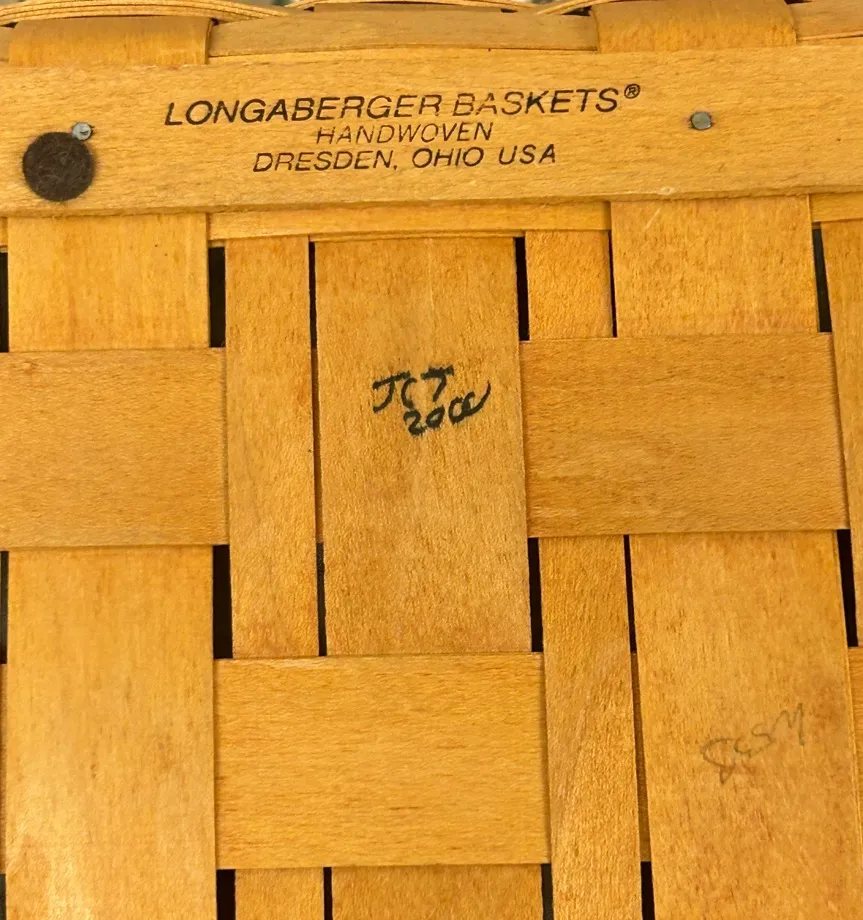 LONGABERGER BASKETS®
HANDWOVEN
DRESDEN, OHIO USA
JCT
2000